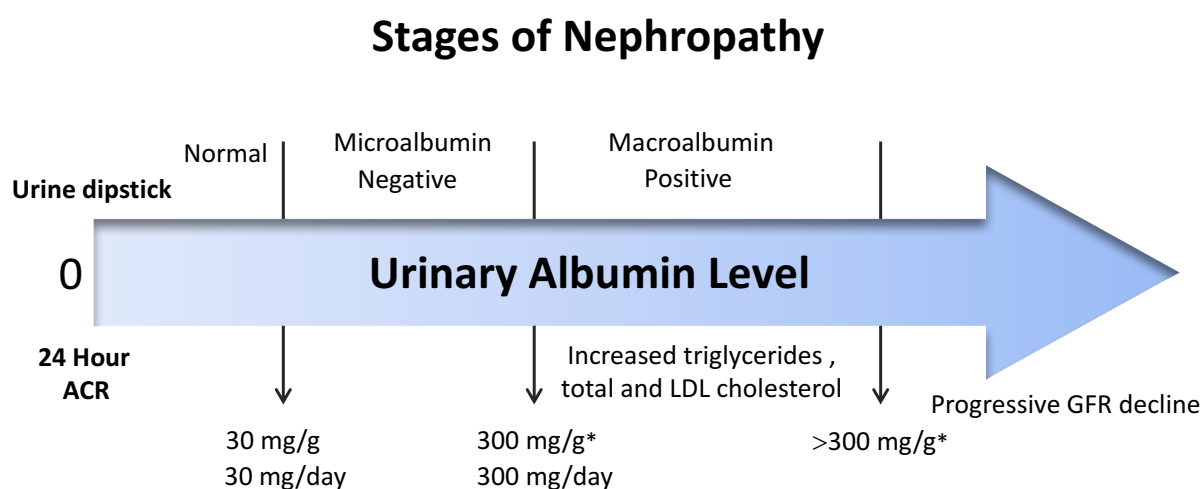 Stages of Nephropathy
Normal
Microalbumin
Negative
Macroalbumin
Positive
Urine dipstick
0
Urinary Albumin Level
24 Hour
ACR
Increased triglycerides ,
total and LDL cholesterol
Progressive GFR decline
30 mg/g
30 mg/day
300 mg/g*
300 mg/day
>300 mg/g*